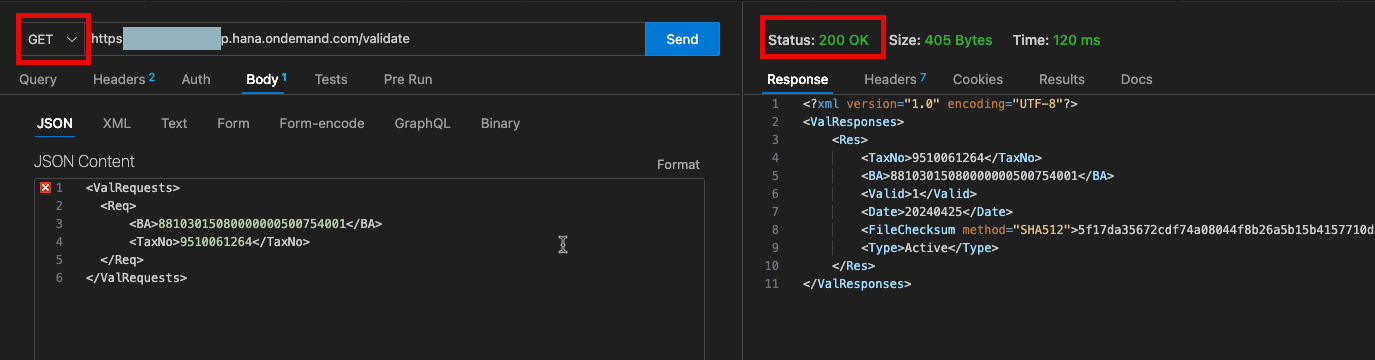 GET https p.hana.ondemand.com/validate Send
Query Headers 2 Auth Body 1 Tests Pre Run
JSON XML Text Form Form-encode GraphQL Binary
JSON Content Format
1 <ValRequests>
2 <Req>
3 <BA>88103015080000000500754001</BA>
4 <TaxNo>9510061264</TaxNo>
5 </Req>
6 </ValRequests>
Status: 200 OK Size: 405 Bytes Time: 120 ms
Response Headers 7 Cookies Results Docs
1 <?xml version="1.0" encoding="UTF-8"?>
2 <ValResponses>
3 <Res>
4 <TaxNo>9510061264</TaxNo>
5 <BA>88103015080000000500754001</BA>
6 <Valid>1</Valid>
7 <Date>20240425</Date>
8 <FileChecksum method="SHA512">5f17da35672cdf74a08044f8b26a5b15b4157710d
9 <Type>Active</Type>
10 </Res>
11 </ValResponses>